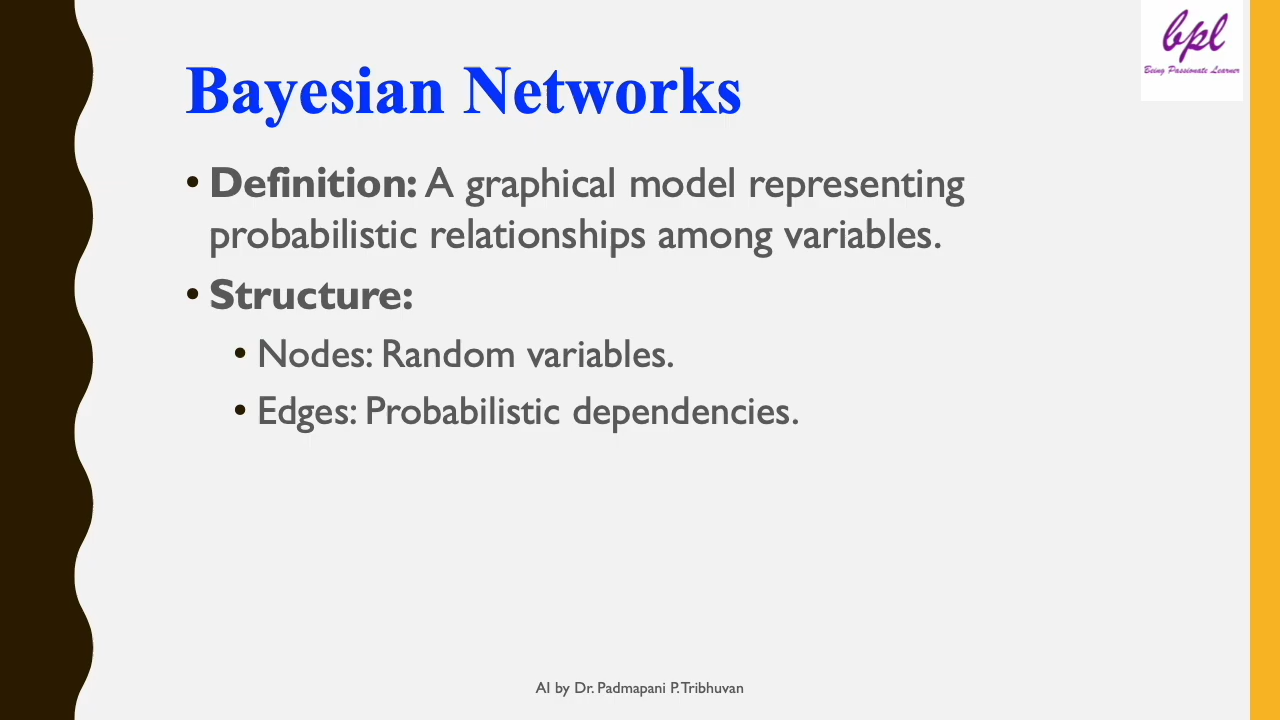 bpl
Being Passionate Learner
Bayesian Networks
• Definition: A graphical model representing
probabilistic relationships among variables.
• Structure:
• Nodes: Random variables.
• Edges: Probabilistic dependencies.
AI by Dr. Padmapani P. Tribhuvan